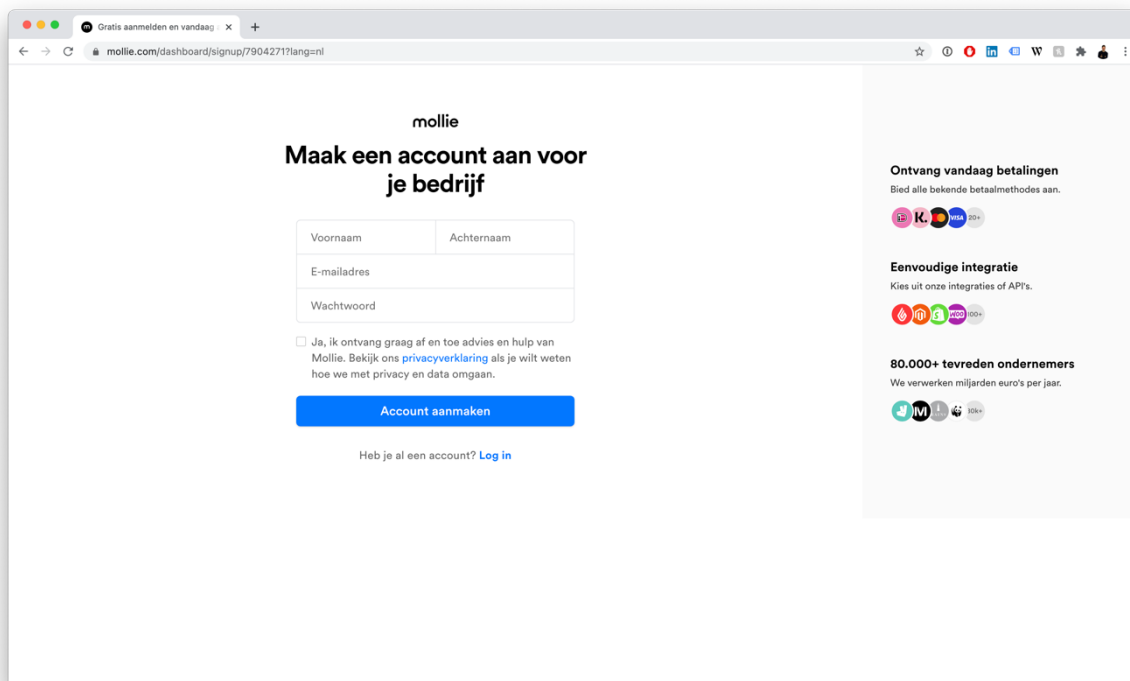 Gratis aanmelden en vandaag
mollie.com/dashboard/signup/7904271?lang=nl
mollie
Maak een account aan voor
je bedrijf
Voornaam
Achternaam
E-mailadres
Wachtwoord
Ja, ik ontvang graag af en toe advies en hulp van
Mollie. Bekijk ons privacyverklaring als je wilt weten
hoe we met privacy en data omgaan.
Account aanmaken
Heb je al een account? Log in
Ontvang vandaag betalingen
Bied alle bekende betaalmethodes aan.
K. VISA 20+
Eenvoudige integratie
Kies uit onze integraties of API's.
WOO 100+
80.000+ tevreden ondernemers
We verwerken miljarden euro's per jaar.
M 10k+